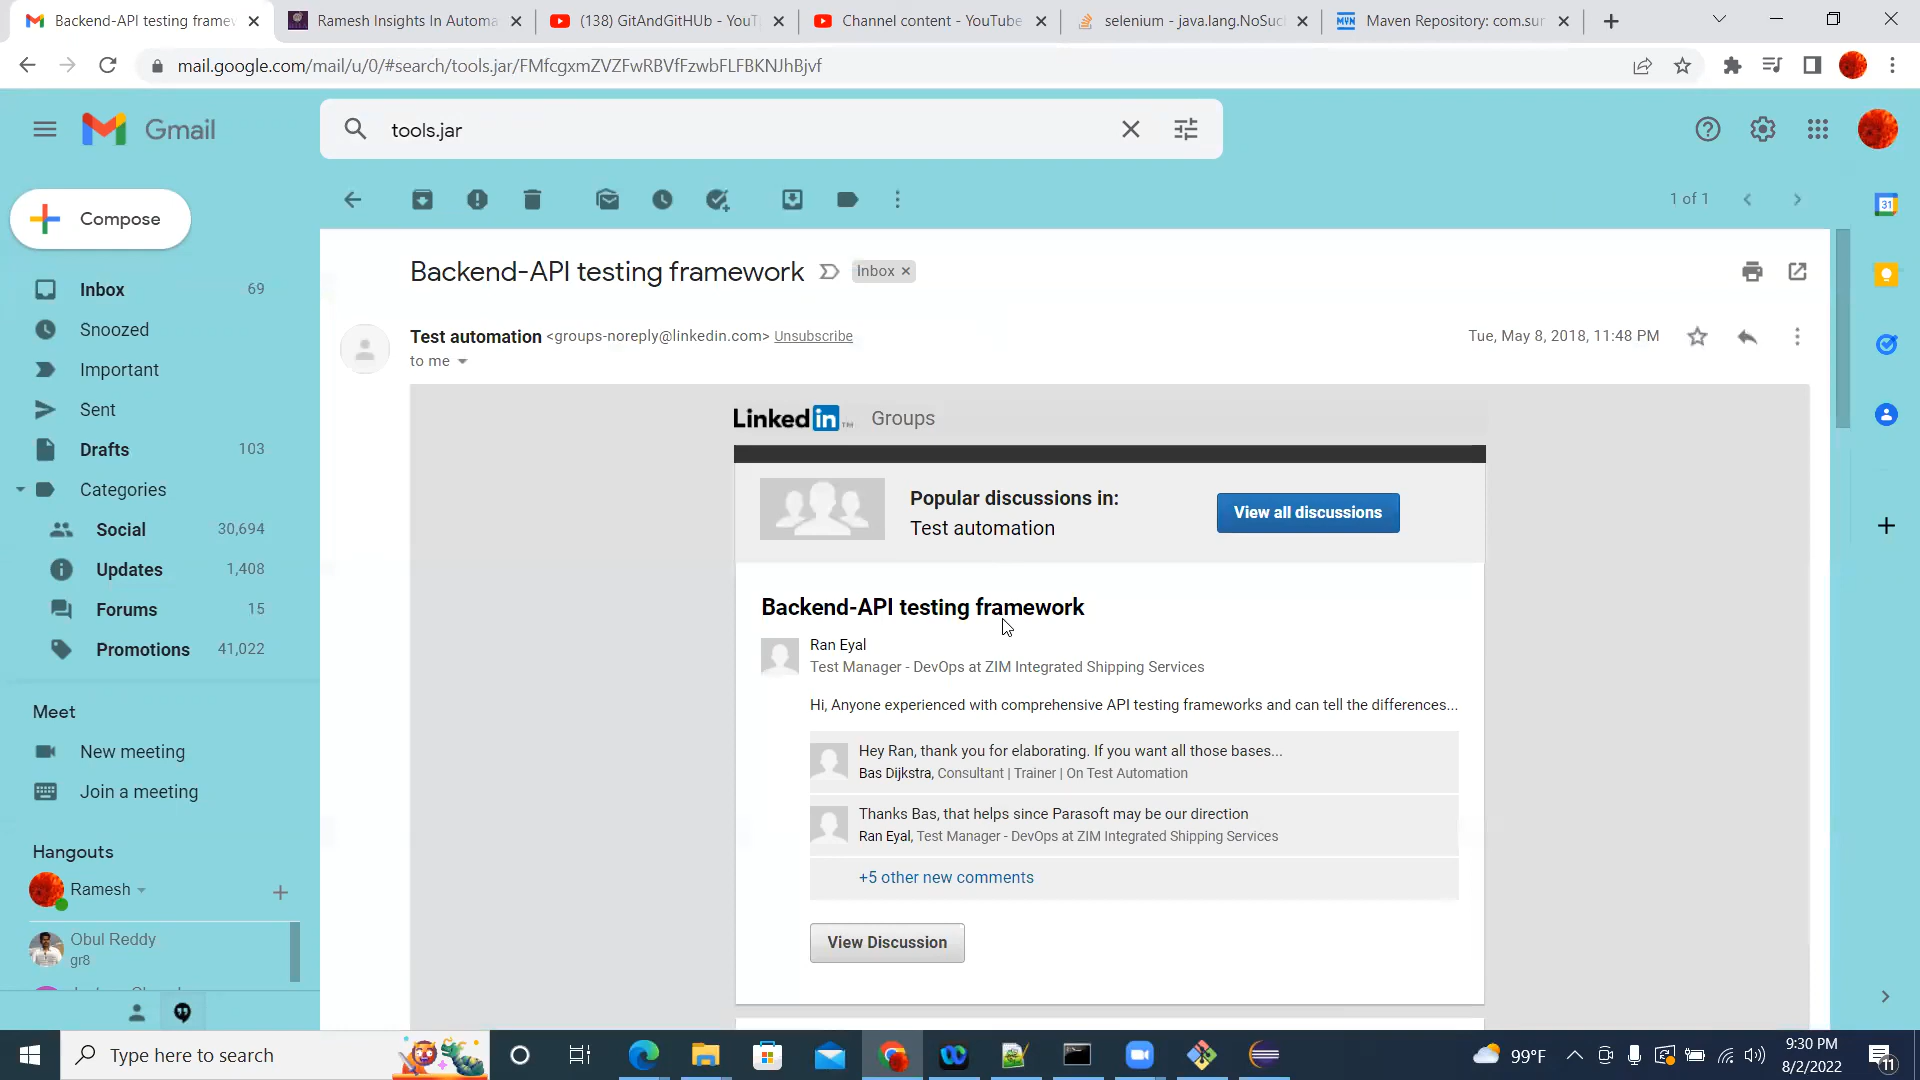 Backend-API testing framew
Ramesh Insights In Automa
(138) GitAndGitHUb - YouT
Channel content - YouTube
selenium - java.lang.NoSuc
MVN Maven Repository: com.sun
mail.google.com/mail/u/0/#search/tools.jar/FMfcgxmZVZFwRBVfFzwbFLFBKNJhBjvf
Gmail
tools.jar
Compose
1 of 1
31
Backend-API testing framework
Inbox ×
Inbox 69
Snoozed
Important
Sent
Drafts 103
Categories
Social 30,694
Updates 1,408
Forums 15
Promotions 41,022
Meet
New meeting
Join a meeting
Hangouts
Ramesh
Obul Reddy
gr8
Test automation <groups-noreply@linkedin.com> Unsubscribe
Tue, May 8, 2018, 11:48 PM
to me
Linked in TM Groups
Popular discussions in:
Test automation
View all discussions
Backend-API testing framework
Ran Eyal
Test Manager - DevOps at ZIM Integrated Shipping Services
Hi, Anyone experienced with comprehensive API testing frameworks and can tell the differences...
Hey Ran, thank you for elaborating. If you want all those bases...
Bas Dijkstra, Consultant | Trainer | On Test Automation
Thanks Bas, that helps since Parasoft may be our direction
Ran Eyal, Test Manager - DevOps at ZIM Integrated Shipping Services
+5 other new comments
View Discussion
Type here to search
99°F
9:30 PM
8/2/2022
11